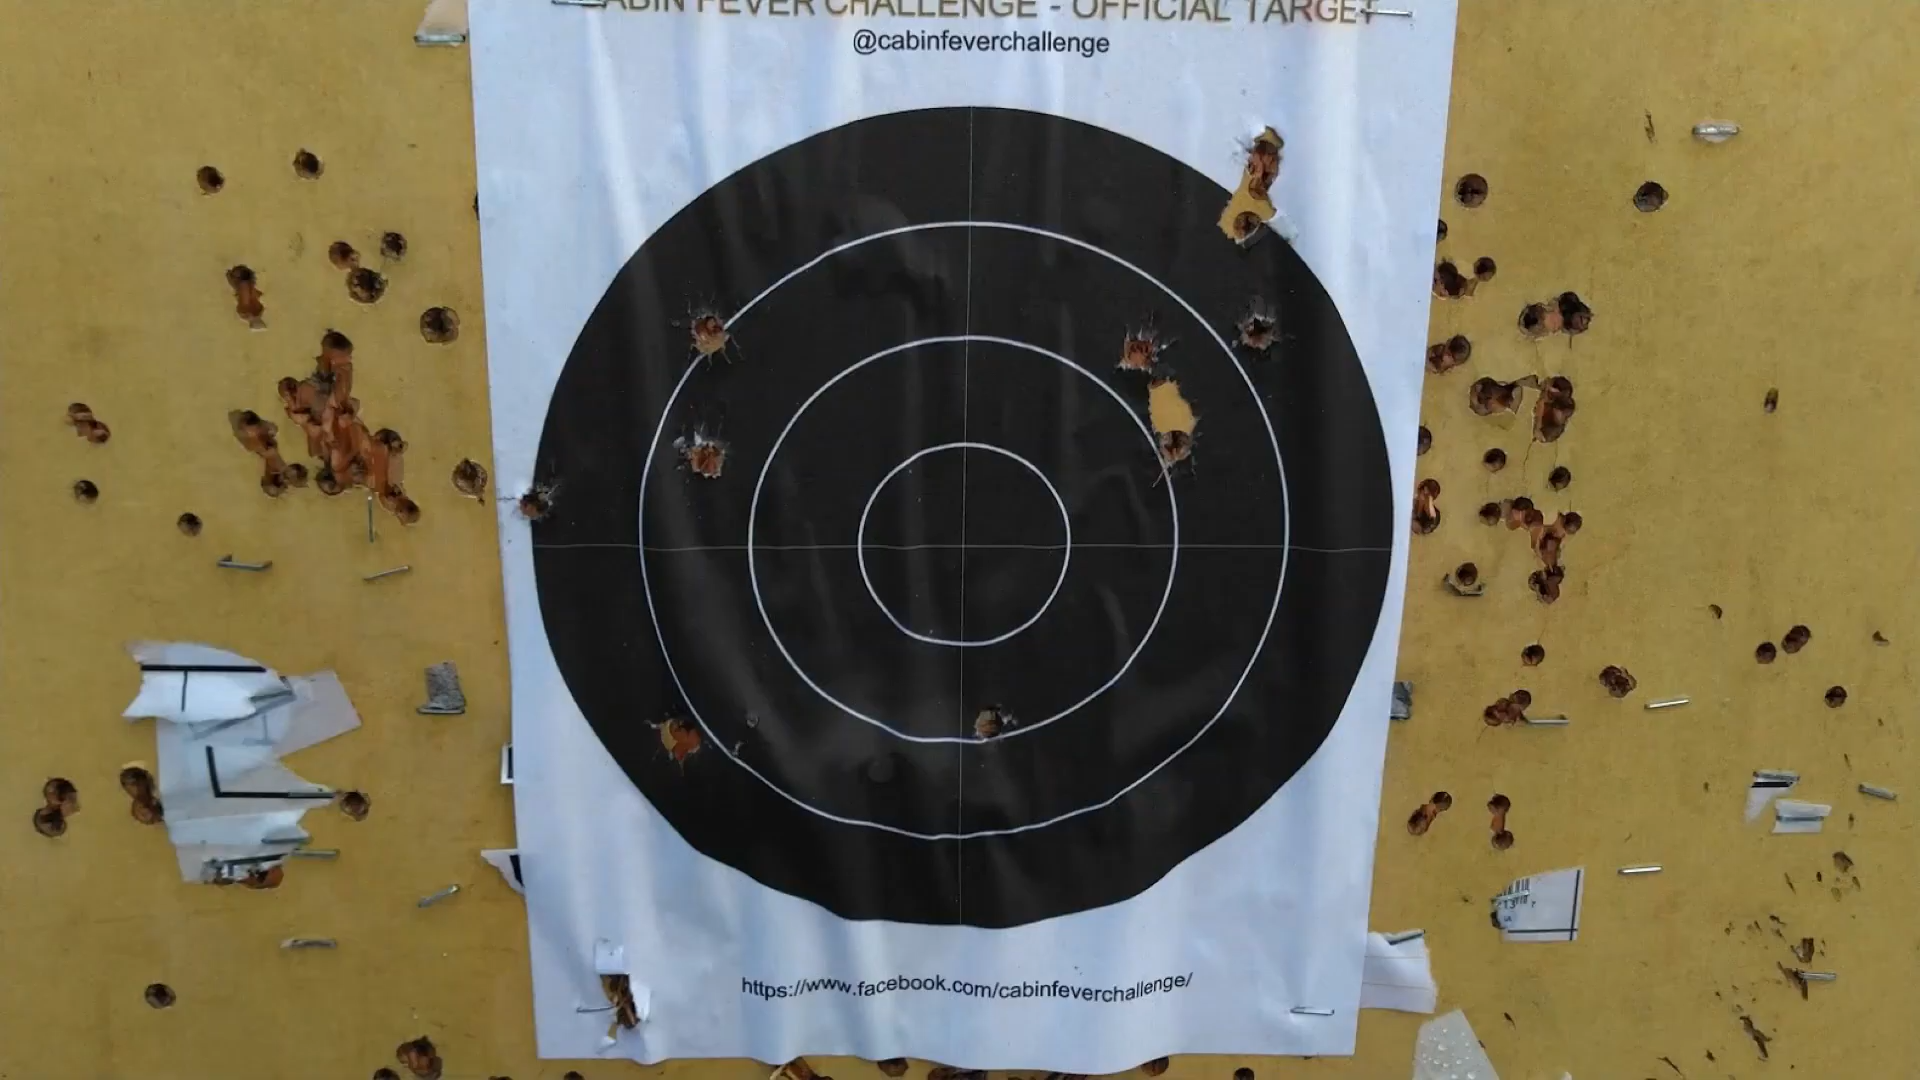 CABIN FEVER CHALLENGE - OFFICIAL TARGET
@cabinfeverchallenge
https://www.facebook.com/cabinfeverchallenge/